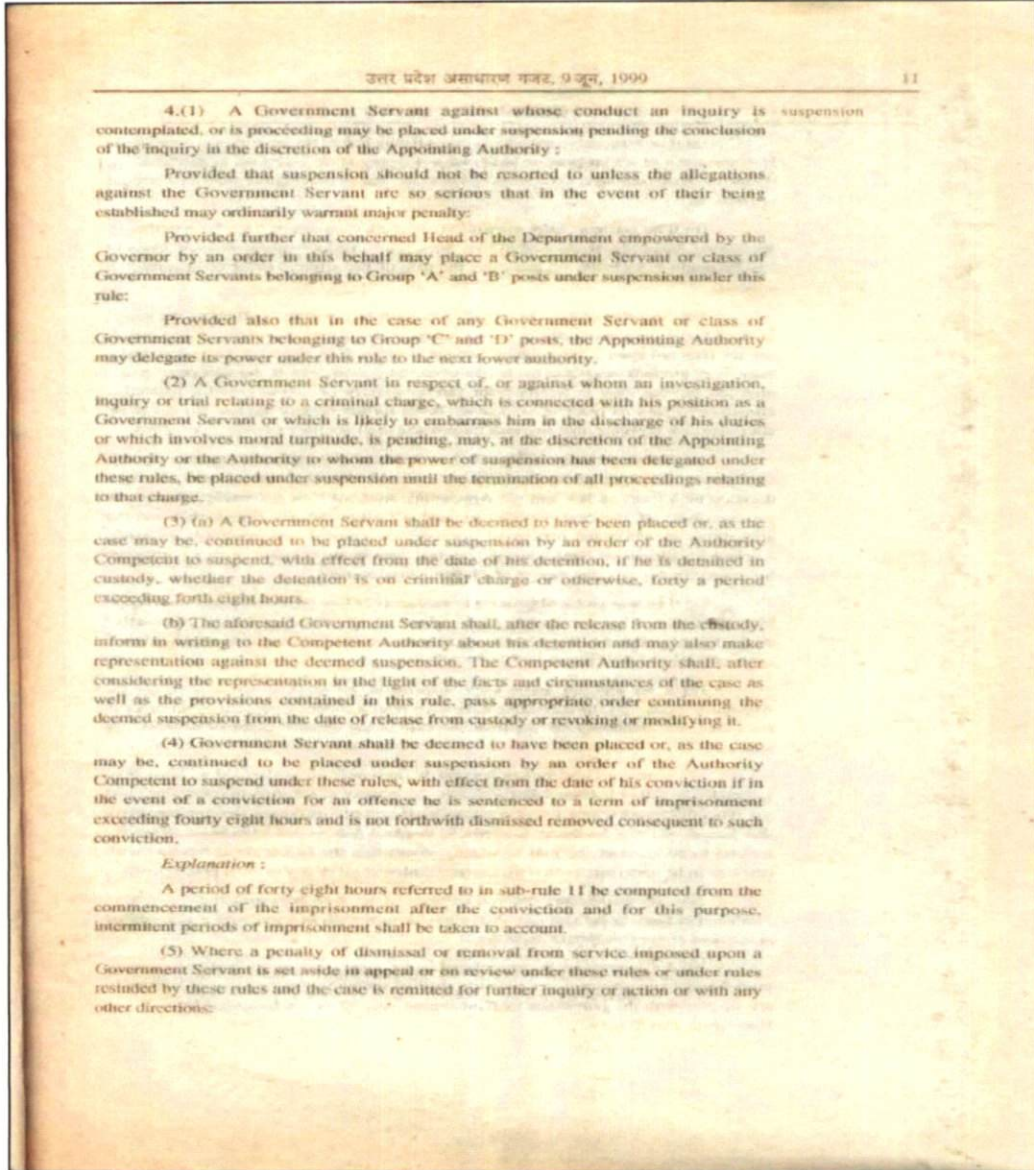 उत्तर प्रदेश असाधारण गजट, 9 जून, 1999 11
4.(1) A Government Servant against whose conduct an inquiry is suspension
contemplated, or is proceeding may be placed under suspension pending the conclusion
of the inquiry in the discretion of the Appointing Authority :
Provided that suspension should not be resorted to unless the allegations
against the Government Servant are so serious that in the event of their being
established may ordinarily warrant major penalty:
Provided further that concerned Head of the Department empowered by the
Governor by an order in this behalf may place a Government Servant or class of
Government Servants belonging to Group 'A' and 'B' posts under suspension under this
rule:
Provided also that in the case of any Government Servant or class of
Government Servants belonging to Group 'C' and 'D' posts, the Appointing Authority
may delegate its power under this rule to the next lower authority.
(2) A Government Servant in respect of, or against whom an investigation,
inquiry or trial relating to a criminal charge, which is connected with his position as a
Government Servant or which is likely to embarrass him in the discharge of his duties
or which involves moral turpitude, is pending, may, at the discretion of the Appointing
Authority or the Authority to whom the power of suspension has been delegated under
these rules, be placed under suspension until the termination of all proceedings relating
to that charge.
(3) (a) A Government Servant shall be deemed to have been placed or, as the
case may be, continued to be placed under suspension by an order of the Authority
Competent to suspend, with effect from the date of his detention, if he is detained in
custody, whether the detention is on criminal charge or otherwise, forty a period
exceeding forth eight hours.
(b) The aforesaid Government Servant shall, after the release from the custody,
inform in writing to the Competent Authority about his detention and may also make
representation against the deemed suspension. The Competent Authority shall, after
considering the representation in the light of the facts and circumstances of the case as
well as the provisions contained in this rule, pass appropriate order continuing the
deemed suspension from the date of release from custody or revoking or modifying it.
(4) Government Servant shall be deemed to have been placed or, as the case
may be, continued to be placed under suspension by an order of the Authority
Competent to suspend under these rules, with effect from the date of his conviction if in
the event of a conviction for an offence he is sentenced to a term of imprisonment
exceeding fourty eight hours and is not forthwith dismissed removed consequent to such
conviction.
Explanation :
A period of forty eight hours referred to in sub-rule 11 be computed from the
commencement of the imprisonment after the conviction and for this purpose,
intermitent periods of imprisonment shall be taken to account.
(5) Where a penalty of dismissal or removal from service imposed upon a
Government Servant is set aside in appeal or on review under these rules or under rules
resinded by these rules and the case is remitted for further inquiry or action or with any
other directions: